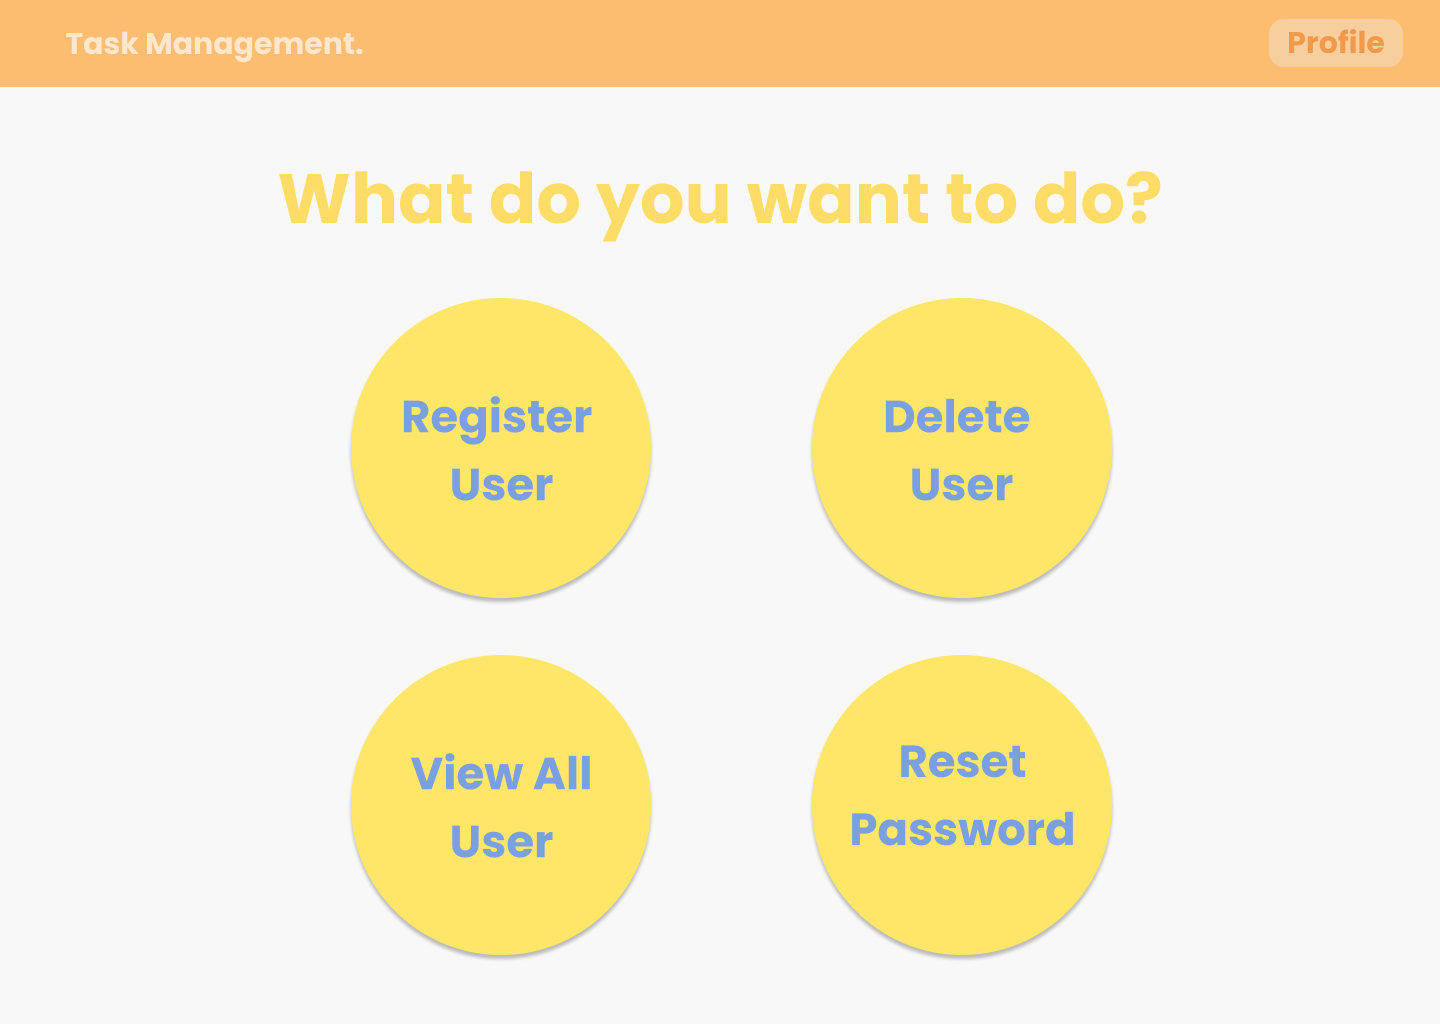 Task Management.
Profile
What do you want to do?
Register
User
Delete
User
View All
User
Reset
Password